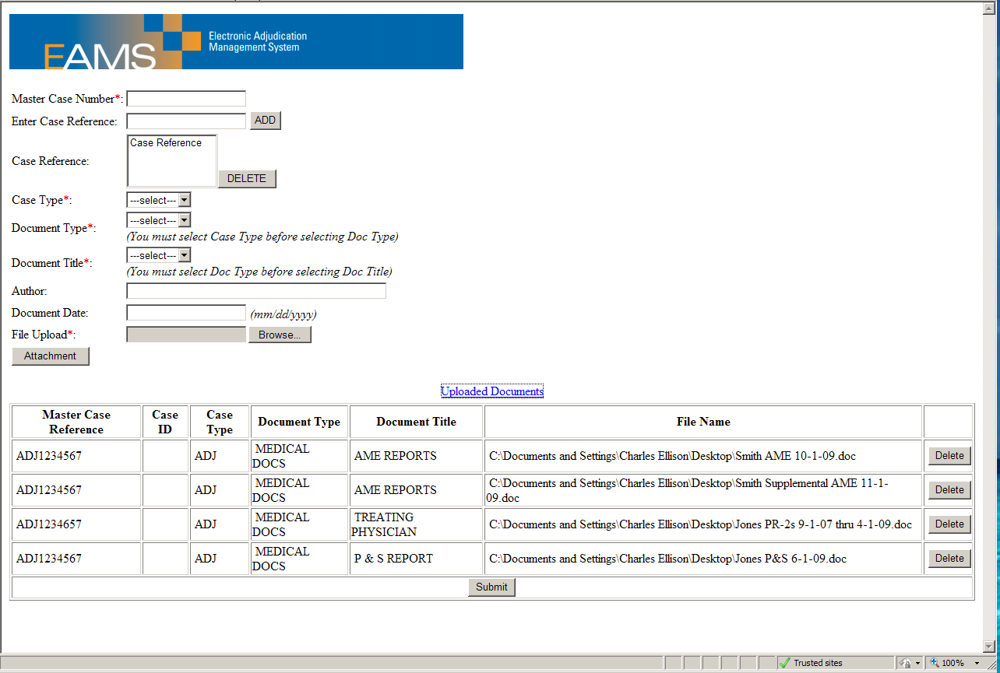 EAMS
Electronic Adjudication
Management System
Master Case Number*:
Enter Case Reference: ADD
Case Reference
Case Reference: DELETE
Case Type*: ---select---
Document Type*: ---select---
(You must select Case Type before selecting Doc Type)
Document Title*: ---select---
(You must select Doc Type before selecting Doc Title)
Author:
Document Date: (mm/dd/yyyy)
File Upload*: Browse...
Attachment
Uploaded Documents
Master Case Reference Case ID Case Type Document Type Document Title File Name
ADJ1234567 ADJ MEDICAL DOCS AME REPORTS C:\Documents and Settings\Charles Ellison\Desktop\Smith AME 10-1-09.doc Delete
ADJ1234567 ADJ MEDICAL DOCS AME REPORTS C:\Documents and Settings\Charles Ellison\Desktop\Smith Supplemental AME 11-1-09.doc Delete
ADJ1234657 ADJ MEDICAL DOCS TREATING PHYSICIAN C:\Documents and Settings\Charles Ellison\Desktop\Jones PR-2s 9-1-07 thru 4-1-09.doc Delete
ADJ1234567 ADJ MEDICAL DOCS P & S REPORT C:\Documents and Settings\Charles Ellison\Desktop\Jones P&S 6-1-09.doc Delete
Submit
Trusted sites 100%